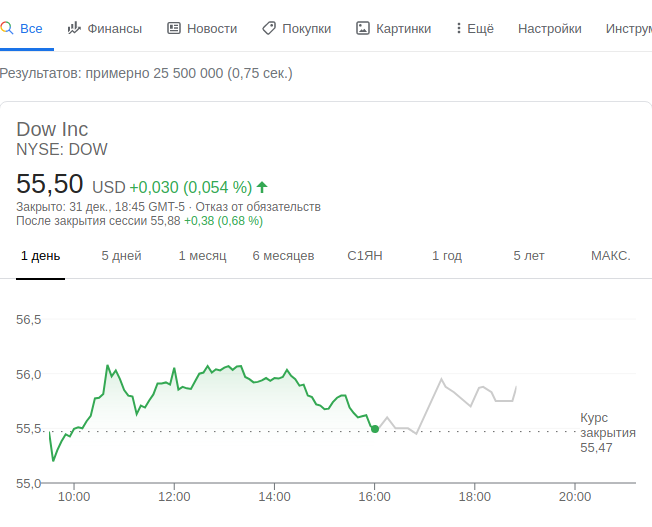 Все Финансы Новости Покупки Картинки Ещё Настройки Инструм
Результатов: примерно 25 500 000 (0,75 сек.)
Dow Inc
NYSE: DOW
55,50 USD +0,030 (0,054 %)
Закрыто: 31 дек., 18:45 GMT-5 · Отказ от обязательств
После закрытия сессии 55,88 +0,38 (0,68 %)
1 день 5 дней 1 месяц 6 месяцев С1ЯН 1 год 5 лет МАКС.
56,5
56,0
55,5
55,0
Курс
закрытия
55,47
10:00 12:00 14:00 16:00 18:00 20:00